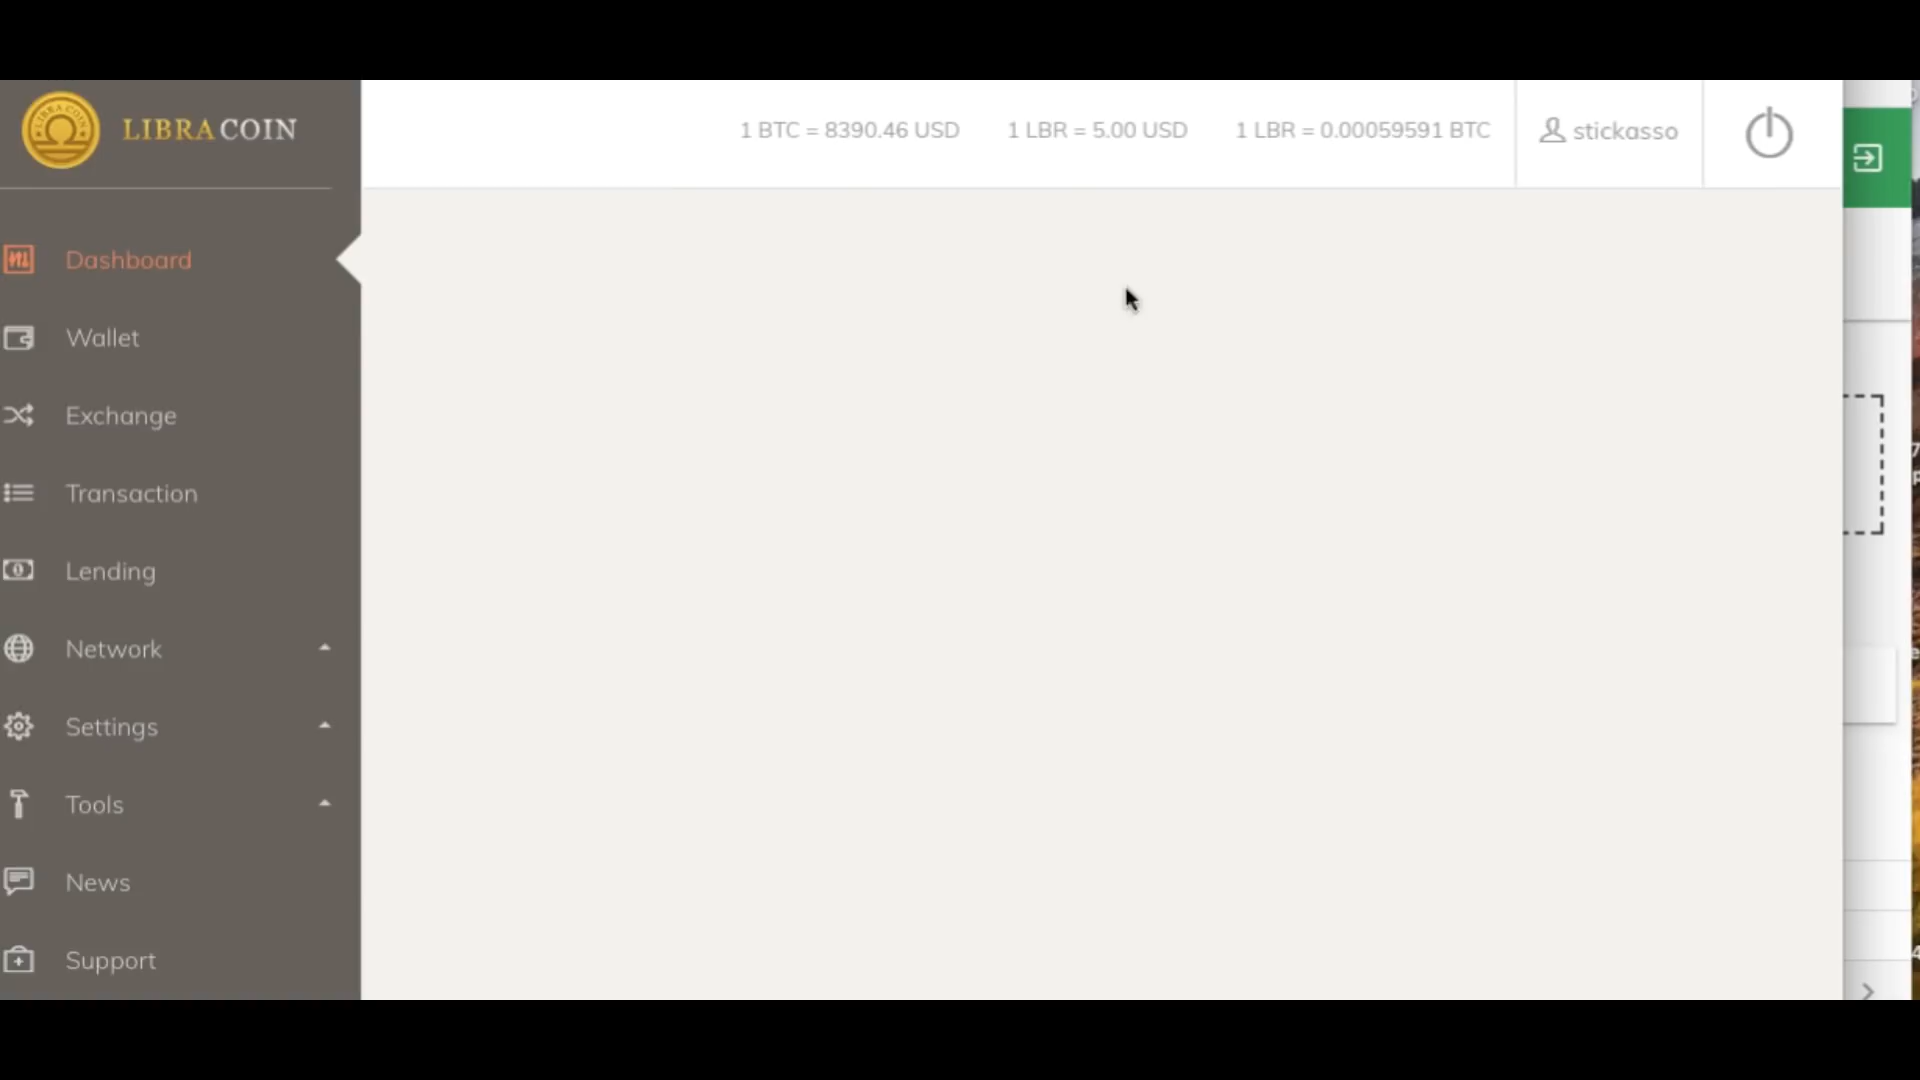 LIBRA COIN
1 BTC = 8390.46 USD
1 LBR = 5.00 USD
1 LBR = 0.00059591 BTC
stickasso
Dashboard
Wallet
Exchange
Transaction
Lending
Network
Settings
Tools
News
Support